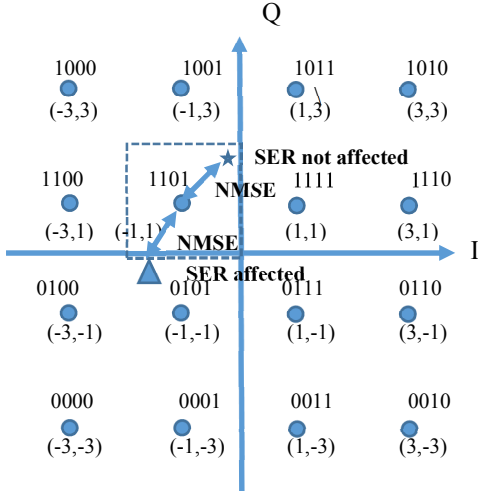 Q
1000 1001 1011 1010
(-3,3) (-1,3) (1,3) (3,3)
SER not affected
1100 1101 NMSE 1111 1110
(-3,1) (-1,1) (1,1) (3,1)
NMSE
I
SER affected
0100 0101 0111 0110
(-3,-1) (-1,-1) (1,-1) (3,-1)
0000 0001 0011 0010
(-3,-3) (-1,-3) (1,-3) (3,-3)